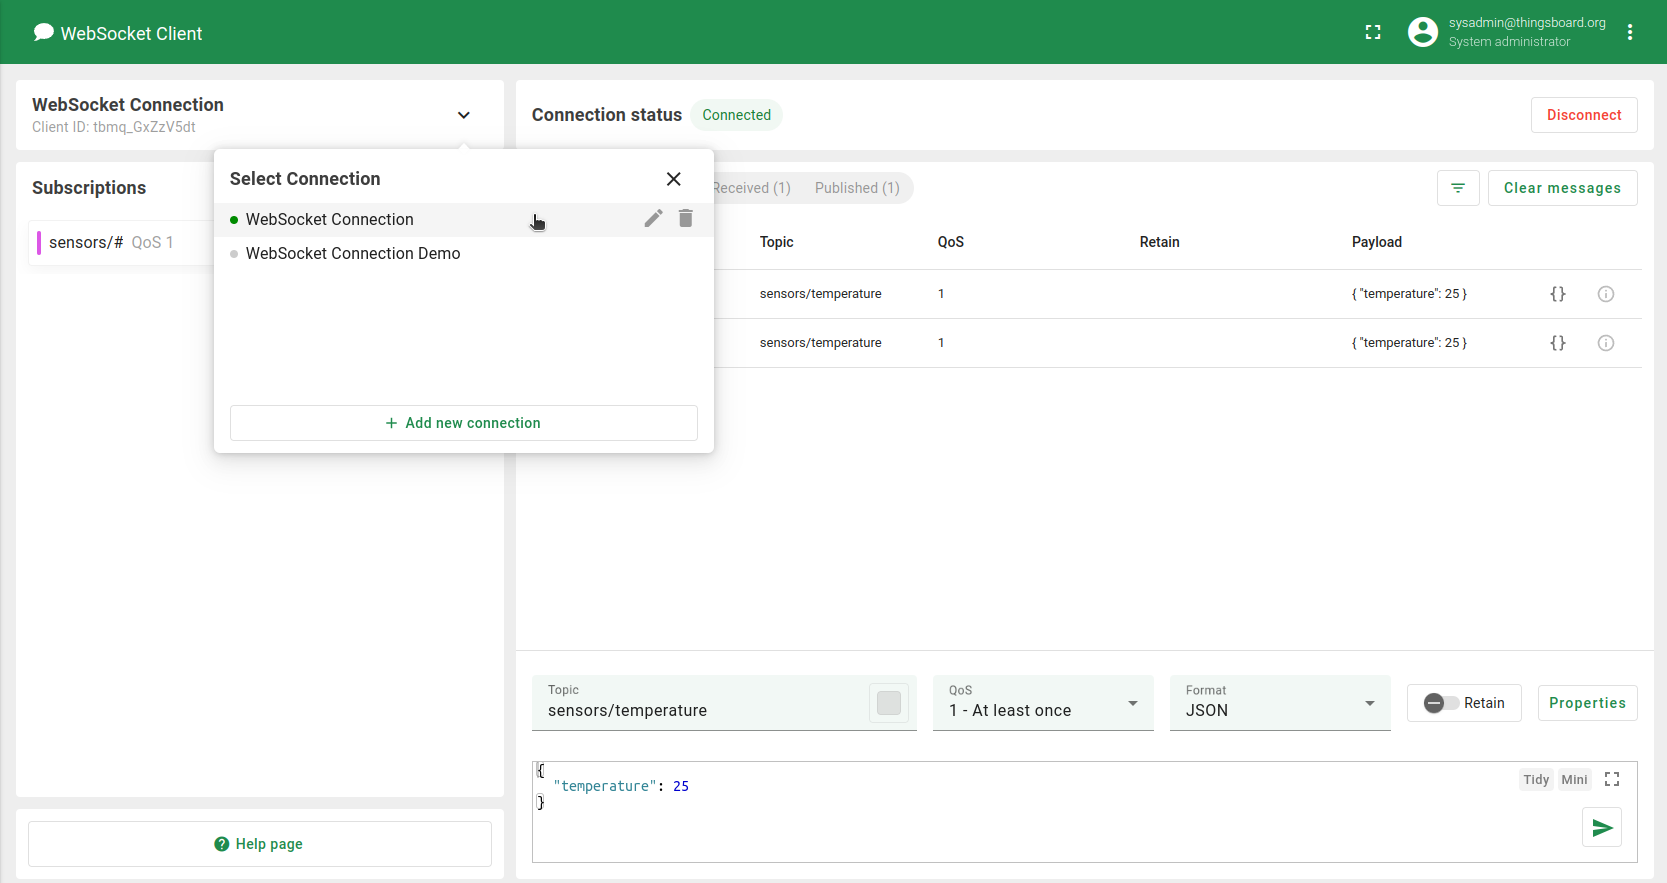 WebSocket Client
sysadmin@thingsboard.org
System administrator
WebSocket Connection
Client ID: tbmq_GxZzV5dt
Connection status
Connected
Disconnect
Subscriptions
sensors/# QoS 1
Select Connection
WebSocket Connection
WebSocket Connection Demo
+ Add new connection
Received (1)
Published (1)
Clear messages
Topic QoS Retain Payload
sensors/temperature 1 { "temperature": 25 } {}
sensors/temperature 1 { "temperature": 25 } {}
Topic
sensors/temperature
QoS
1 - At least once
Format
JSON
Retain
Properties
{
"temperature": 25
}
Tidy Mini
Help page